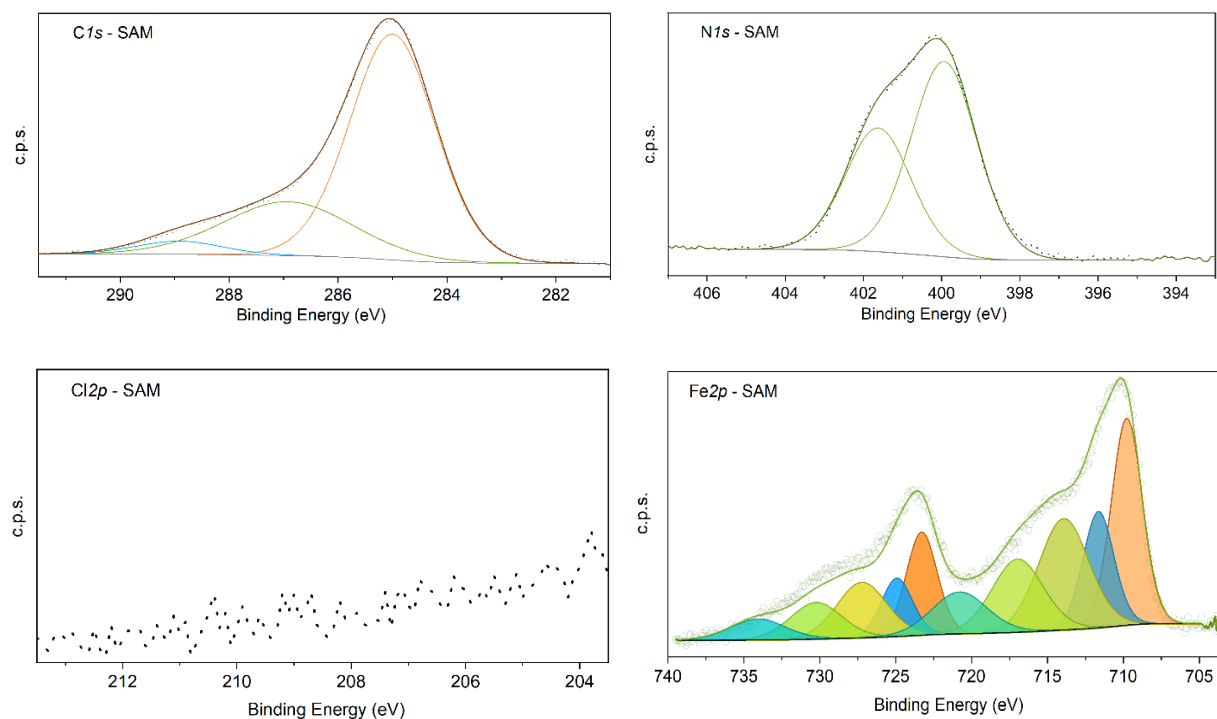 C1s - SAM
c.p.s.
290 288 286 284 282
Binding Energy (eV)
N1s - SAM
c.p.s.
406 404 402 400 398 396 394
Binding Energy (eV)
Cl2p - SAM
c.p.s.
212 210 208 206 204
Binding Energy (eV)
Fe2p - SAM
c.p.s.
740 735 730 725 720 715 710 705
Binding Energy (eV)